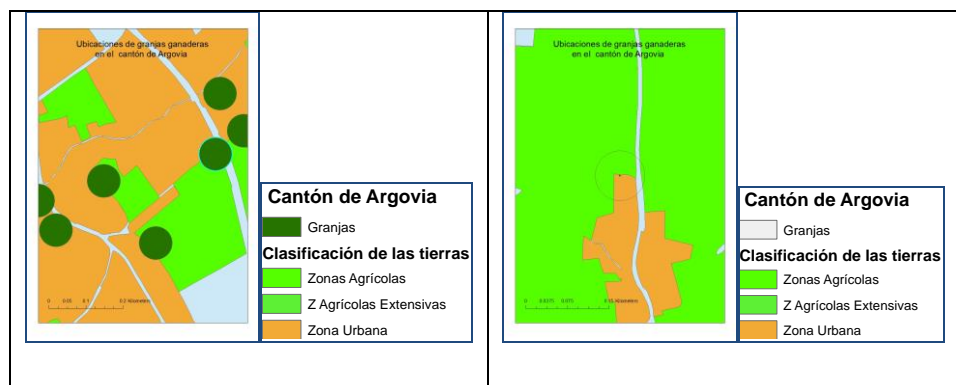 Ubicaciones de granjas ganaderas
en el cantón de Argovia
Cantón de Argovia
Granjas
Clasificación de las tierras
Zonas Agrícolas
Z Agrícolas Extensivas
Zona Urbana
Ubicaciones de granjas ganaderas
en el cantón de Argovia
Cantón de Argovia
Granjas
Clasificación de las tierras
Zonas Agrícolas
Z Agrícolas Extensivas
Zona Urbana